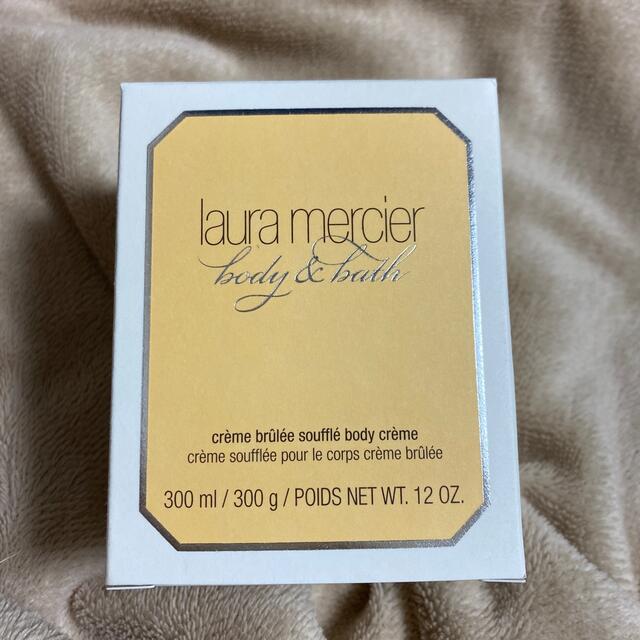 laura mercier
body & bath
crème brûlée soufflé body crème
crème soufflée pour le corps crème brûlée
300 ml / 300 g / POIDS NET WT. 12 OZ.